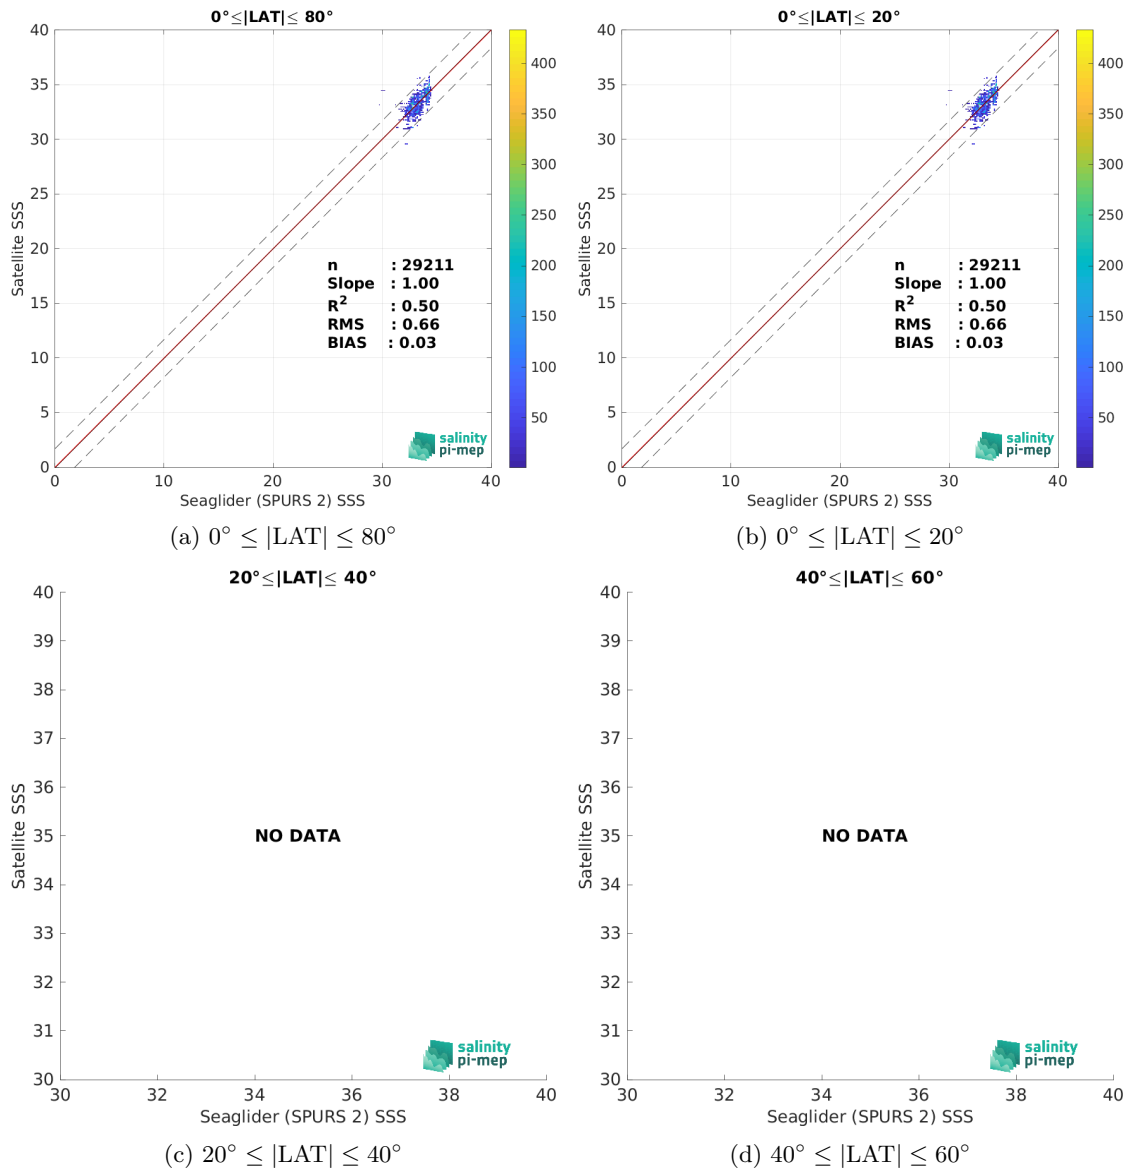 0°≤|LAT|≤ 80°
40
35
30
25
20
15
10
5
0
Satellite SSS
n : 29211
Slope : 1.00
R² : 0.50
RMS : 0.66
BIAS : 0.03
salinity
pi-mep
0 10 20 30 40
Seaglider (SPURS 2) SSS
400
350
300
250
200
150
100
50
(a) 0° ≤ |LAT| ≤ 80°
0°≤|LAT|≤ 20°
40
35
30
25
20
15
10
5
0
Satellite SSS
n : 29211
Slope : 1.00
R² : 0.50
RMS : 0.66
BIAS : 0.03
salinity
pi-mep
0 10 20 30 40
Seaglider (SPURS 2) SSS
400
350
300
250
200
150
100
50
(b) 0° ≤ |LAT| ≤ 20°
20°≤|LAT|≤ 40°
40
39
38
37
36
35
34
33
32
31
30
Satellite SSS
NO DATA
salinity
pi-mep
30 32 34 36 38 40
Seaglider (SPURS 2) SSS
(c) 20° ≤ |LAT| ≤ 40°
40°≤|LAT|≤ 60°
40
39
38
37
36
35
34
33
32
31
30
Satellite SSS
NO DATA
salinity
pi-mep
30 32 34 36 38 40
Seaglider (SPURS 2) SSS
(d) 40° ≤ |LAT| ≤ 60°